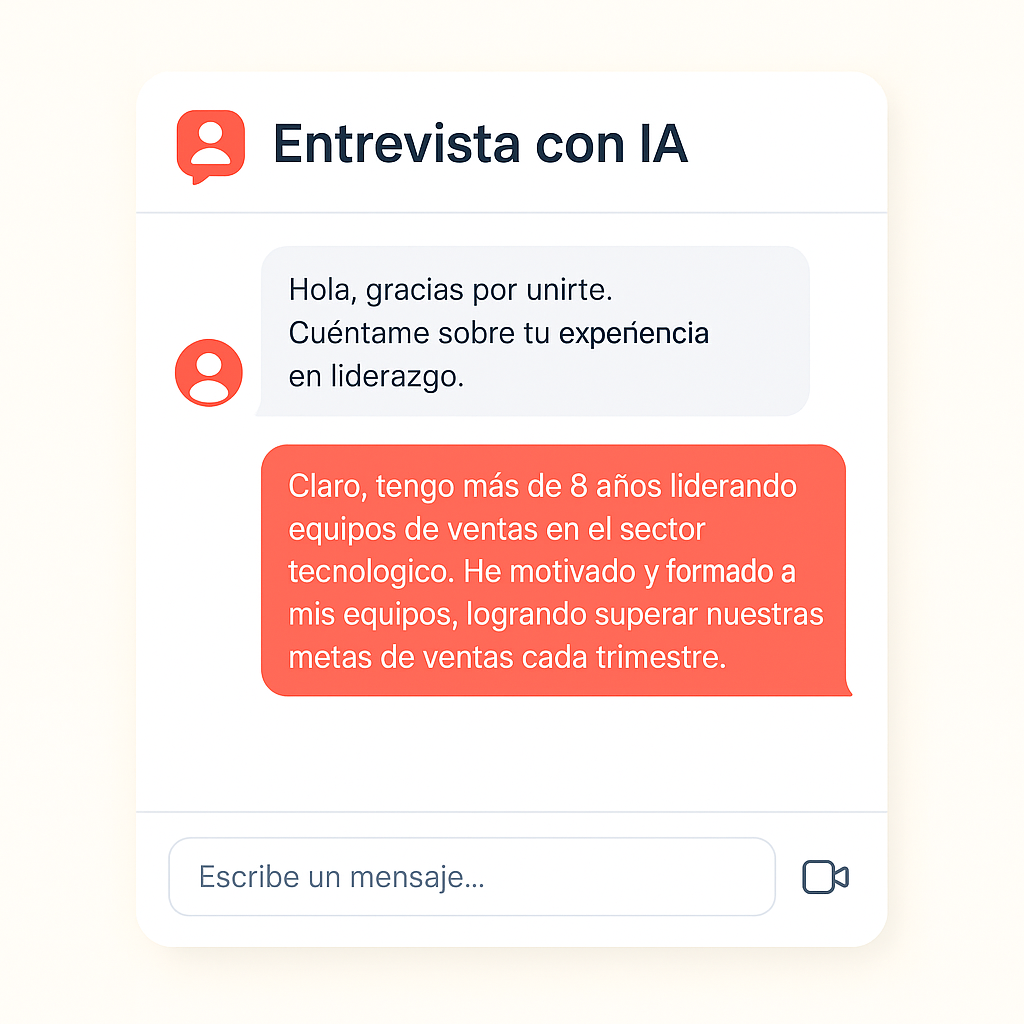 Entrevista con IA
Hola, gracias por unirte.
Cuéntame sobre tu experiencia
en liderazgo.
Claro, tengo más de 8 años liderando
equipos de ventas en el sector
tecnologico. He motivado y formado a
mis equipos, logrando superar nuestras
metas de ventas cada trimestre.
Escribe un mensaje...